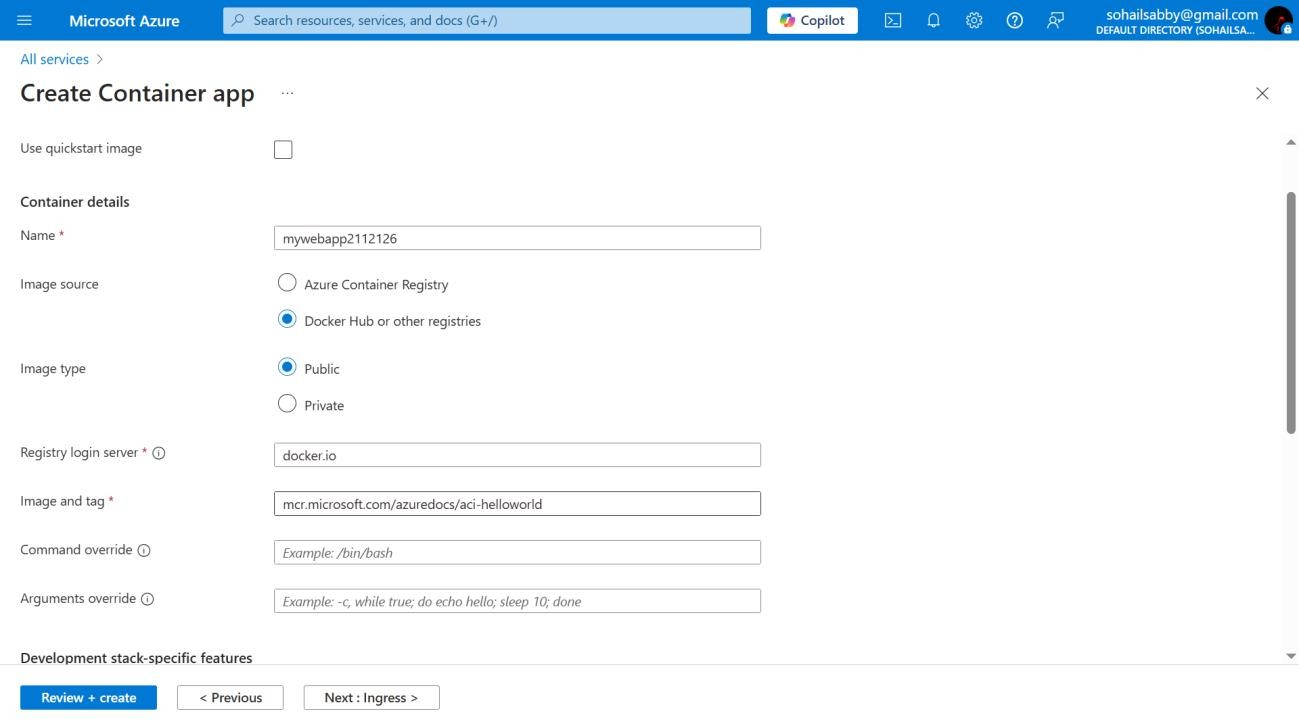 Microsoft Azure
Search resources, services, and docs (G+/)
Copilot
sohailsabby@gmail.com
DEFAULT DIRECTORY (SOHAILSA...
All services >
Create Container app ...
Use quickstart image
Container details
Name *
mywebapp2112126
Image source
Azure Container Registry
Docker Hub or other registries
Image type
Public
Private
Registry login server *
docker.io
Image and tag *
mcr.microsoft.com/azuredocs/aci-helloworld
Command override
Example: /bin/bash
Arguments override
Example: -c, while true; do echo hello; sleep 10; done
Development stack-specific features
Review + create
< Previous
Next : Ingress >